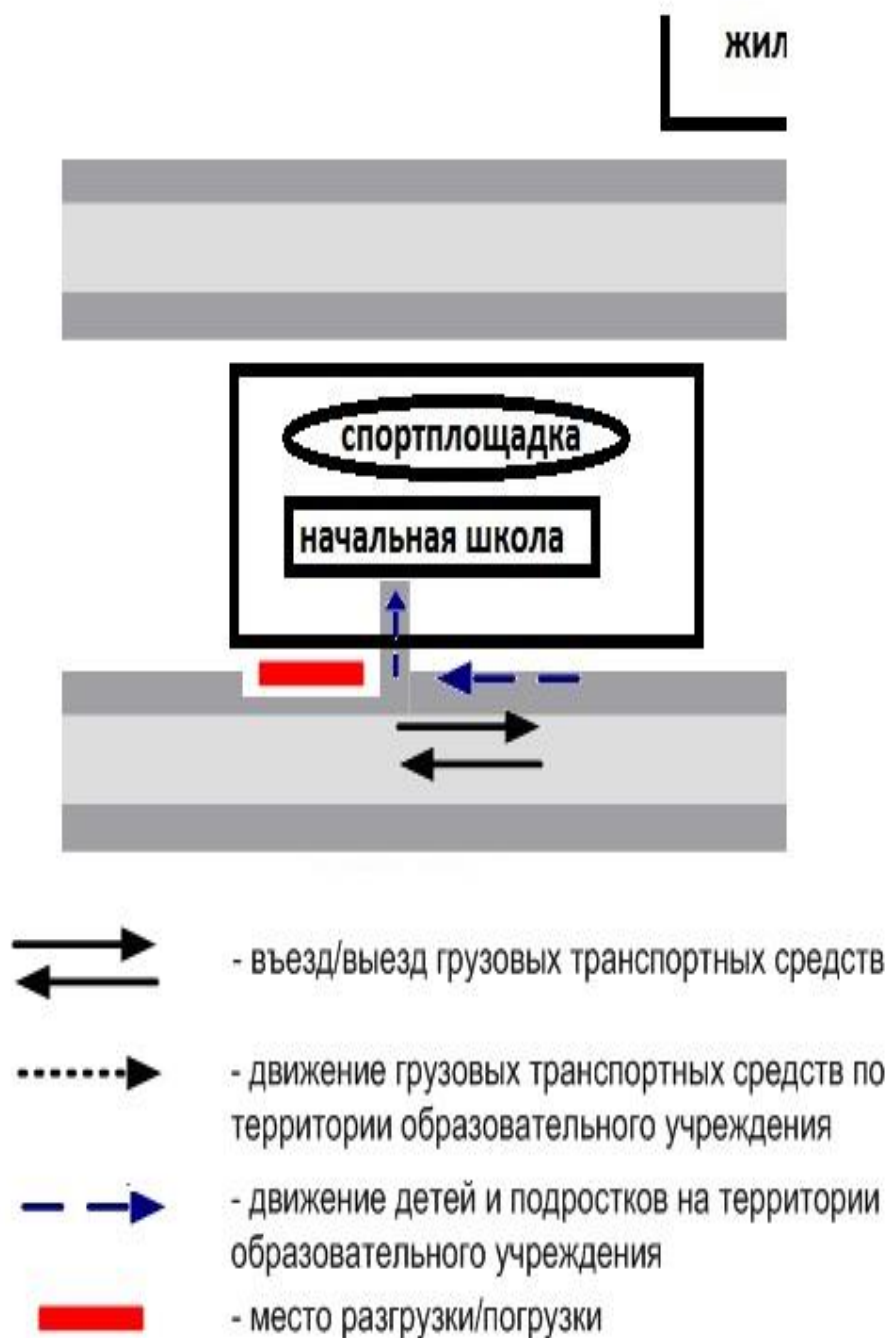 жил
спортплощадка
начальная школа
- въезд/выезд грузовых транспортных средств
- движение грузовых транспортных средств по
территории образовательного учреждения
- движение детей и подростков на территории
образовательного учреждения
- место разгрузки/погрузки